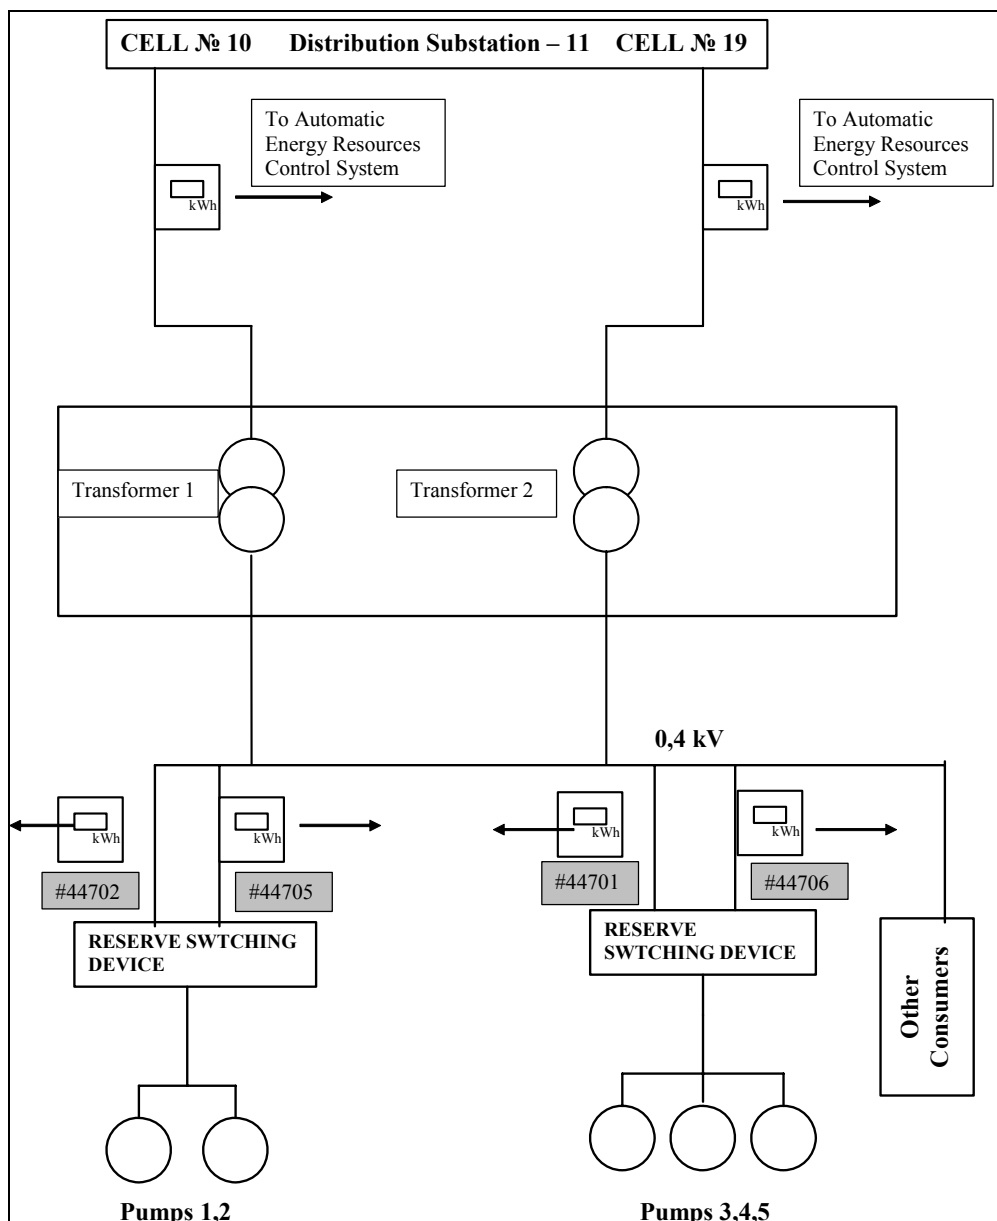 CELL № 10 Distribution Substation – 11 CELL № 19
To Automatic
Energy Resources
Control System
To Automatic
Energy Resources
Control System
kWh
kWh
Transformer 1
Transformer 2
0,4 kV
kWh
kWh
kWh
kWh
#44702
#44705
#44701
#44706
RESERVE SWTCHING
DEVICE
RESERVE
SWTCHING DEVICE
Other
Consumers
Pumps 1,2
Pumps 3,4,5